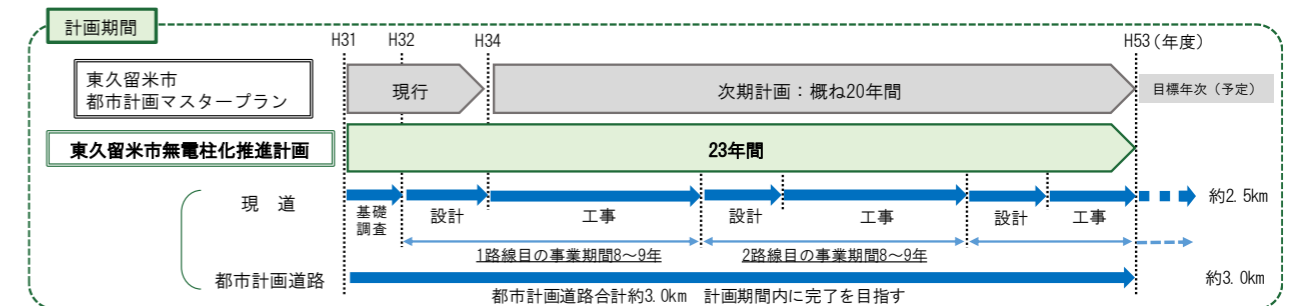 計画期間
H31 H32 H34 H53(年度)
東久留米市
都市計画マスタープラン
現行
次期計画：概ね20年間
目標年次（予定）
東久留米市無電柱化推進計画
23年間
現 道
約2.5km
基礎
調査
設計
工事
設計
工事
設計
工事
1路線目の事業期間8～9年
2路線目の事業期間8～9年
都市計画道路
約3.0km
都市計画道路合計約3.0km 計画期間内に完了を目指す